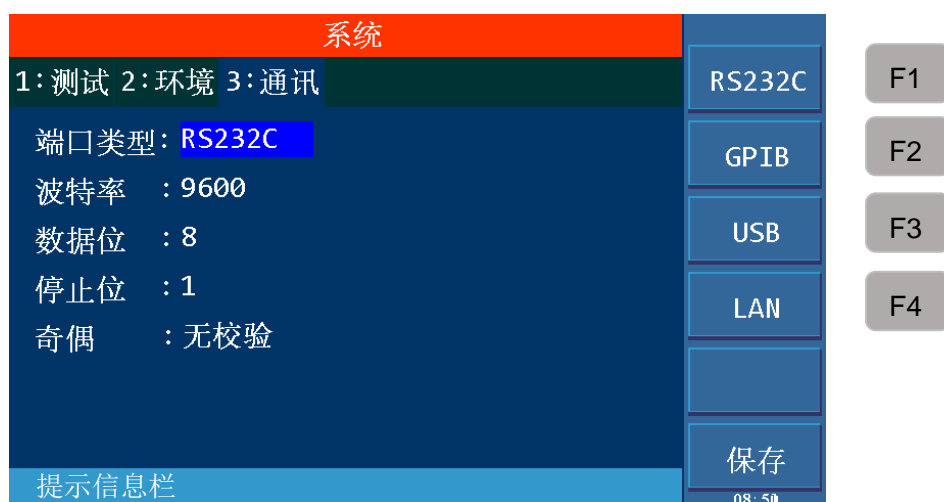 系统
1:测试 2:环境 3:通讯
端口类型: RS232C
波特率 :9600
数据位 :8
停止位 :1
奇偶 :无校验
提示信息栏
RS232C
GPIB
USB
LAN
保存
F1
F2
F3
F4